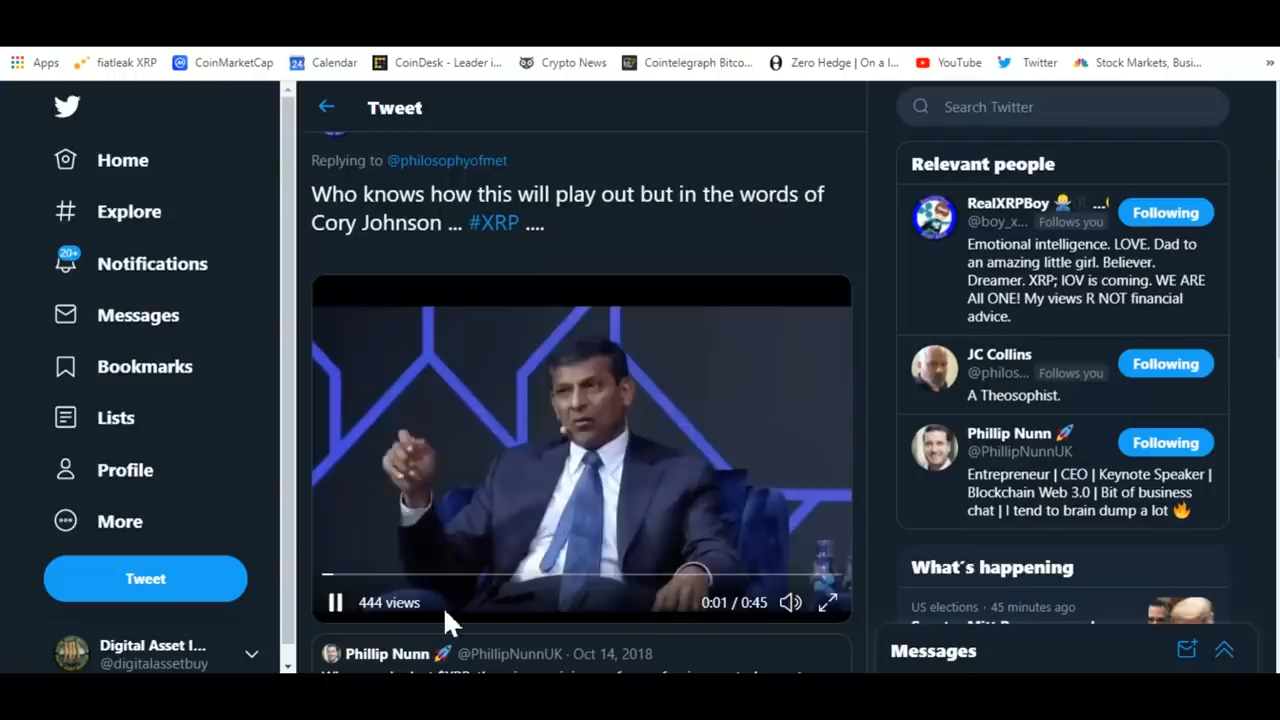 Apps fiatleak XRP CoinMarketCap 24 Calendar CoinDesk - Leader i... Crypto News Cointelegraph Bitco... Zero Hedge | On a l... YouTube Twitter Stock Markets, Busi... »
Home
Explore
20+
Notifications
Messages
Bookmarks
Lists
Profile
More
Tweet
Digital Asset I...
@digitalassetbuy
Tweet
Replying to @philosophyofmet
Who knows how this will play out but in the words of
Cory Johnson ... #XRP ....
444 views 0:01 / 0:45
Phillip Nunn 🚀 @PhillipNunnUK · Oct 14, 2018
Search Twitter
Relevant people
RealXRPBoy
@boy_x... Follows you
Following
Emotional intelligence. LOVE. Dad to
an amazing little girl. Believer.
Dreamer. XRP; IOV is coming. WE ARE
All ONE! My views R NOT financial
advice.
JC Collins
@philos... Follows you
Following
A Theosophist.
Phillip Nunn 🚀
@PhillipNunnUK
Following
Entrepreneur | CEO | Keynote Speaker |
Blockchain Web 3.0 | Bit of business
chat | I tend to brain dump a lot 🔥
What's happening
US elections · 45 minutes ago
Messages